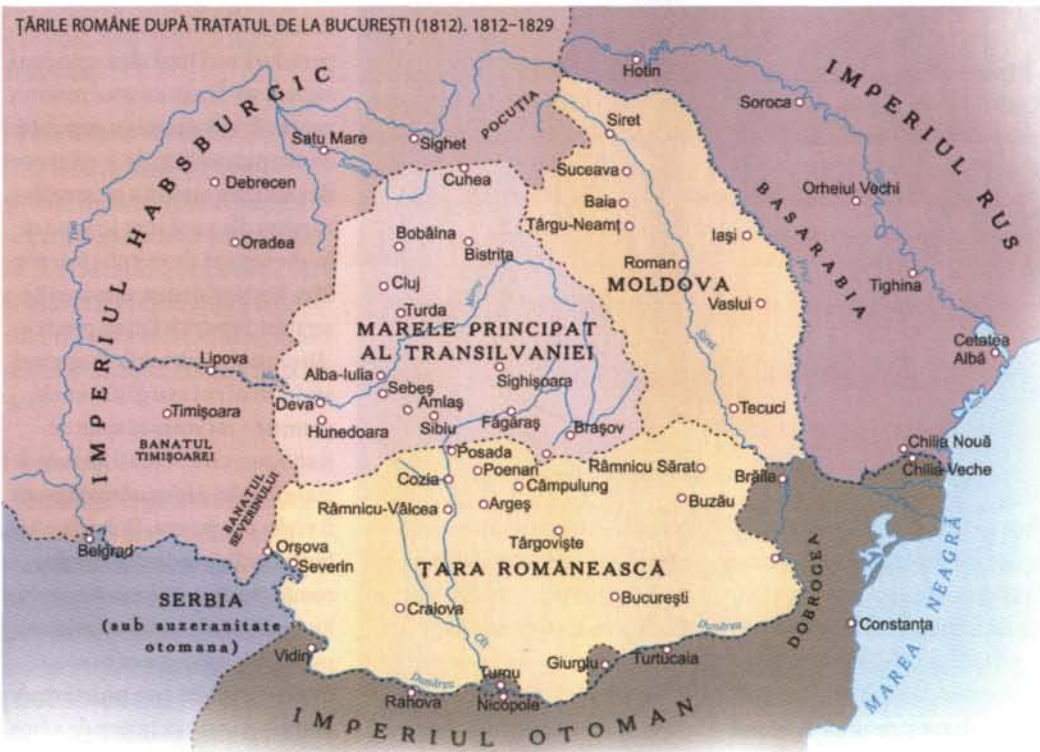 ȚĂRILE ROMÂNE DUPĂ TRATATUL DE LA BUCUREȘTI (1812). 1812–1829
IMPERIUL HABSBURGIC
IMPERIUL RUS
POCUȚIA
BASARABIA
Hotin
Soroca
Satu Mare
Sighet
Siret
Debrecen
Cuhea
Suceava
Orheiul Vechi
Baia
Târgu-Neamț
Oradea
Bobâlna
Bistrița
Iași
Roman
Tighina
Cluj
MOLDOVA
Vaslui
Mureș
Turda
MARELE PRINCIPAT
AL TRANSILVANIEI
Siret
Cetatea
Albă
Lipova
Alba-Iulia
Sighișoara
Sebeș
Deva
Amlaș
Timișoara
Hunedoara
Sibiu
Făgăraș
Brașov
Tecuci
BANATUL
TIMIȘOAREI
Posada
Chilia Nouă
Chilia Veche
Poenari
Râmnicu Sărat
Brăila
Cozia
Câmpulung
BANATUL
SEVERINULUI
Râmnicu-Vâlcea
Argeș
Buzău
Belgrad
Orșova
Târgoviște
Severin
ȚARA ROMÂNEASCĂ
DOBROGEA
MAREA NEAGRĂ
SERBIA
(sub suzeranitate
otomana)
Craiova
București
Constanța
Olt
Dunărea
Vidin
Giurgiu
Turtucaia
Turnu
Dunărea
Rahova
Nicopole
IMPERIUL OTOMAN